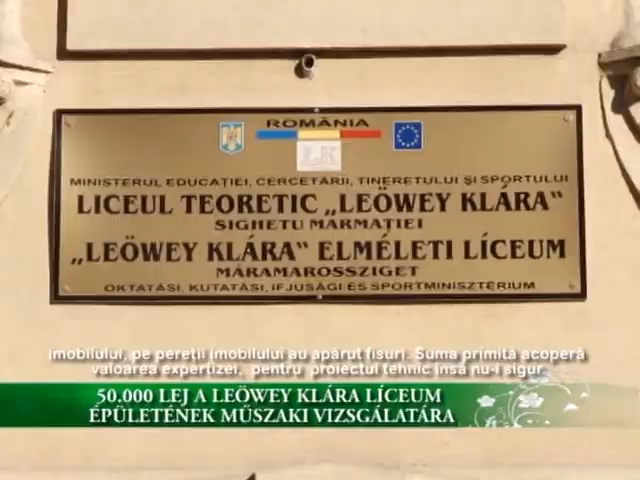 ROMÂNIA
LK
MINISTERUL EDUCAȚIEI, CERCETĂRII, TINERETULUI ȘI SPORTULUI
LICEUL TEORETIC „LEÖWEY KLÁRA"
SIGHETU MARMAȚIEI
„LEÖWEY KLÁRA" ELMÉLETI LÍCEUM
MÁRAMAROSSZIGET
OKTATÁSI, KUTATÁSI, IFJUSÁGI ÉS SPORTMINISZTÉRIUM
imobilului, pe pereții imobilului au apărut fisuri. Suma primită acoperă
valoarea expertizei, pentru proiectul tehnic însă nu-i sigur.
50.000 LEJ A LEÖWEY KLÁRA LÍCEUM
ÉPÜLETÉNEK MŰSZAKI VIZSGÁLATÁRA